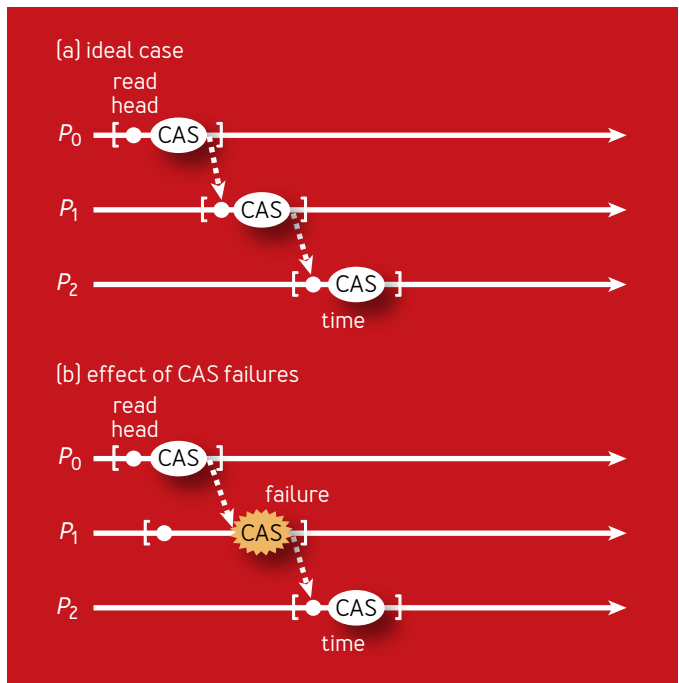 (a) ideal case
read
head
P0 [ CAS ]
P1 [ CAS ]
P2 [ CAS ]
time
(b) effect of CAS failures
read
head
P0 [ CAS ]
failure
P1 [ CAS ]
P2 [ CAS ]
time